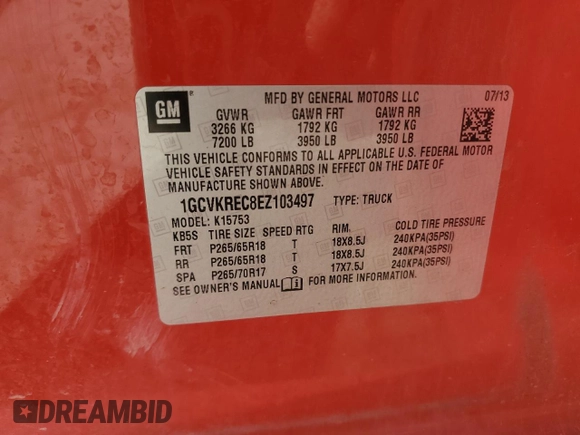 GM
MFD BY GENERAL MOTORS LLC 07/13
GVWR GAWR FRT GAWR RR
3266 KG 1792 KG 1792 KG
7200 LB 3950 LB 3950 LB
THIS VEHICLE CONFORMS TO ALL APPLICABLE U.S. FEDERAL MOTOR
VEHICLE SAFETY STANDARDS IN EFFECT ON THE DATE OF
MANUFACTURE SHOWN ABOVE.
1GCVKREC8EZ103497 TYPE: TRUCK
MODEL: K15753
KB5S TIRE SIZE SPEED RTG RIM. COLD TIRE PRESSURE
FRT P265/65R18 T 18X8.5J 240KPA(35PSI)
RR P265/65R18 T 18X8.5J 240KPA(35PSI)
SPA P265/70R17 S 17X7.5J 240KPA(35PSI)
SEE OWNER'S MANUAL FOR MORE INFORMATION.
DREAMBID